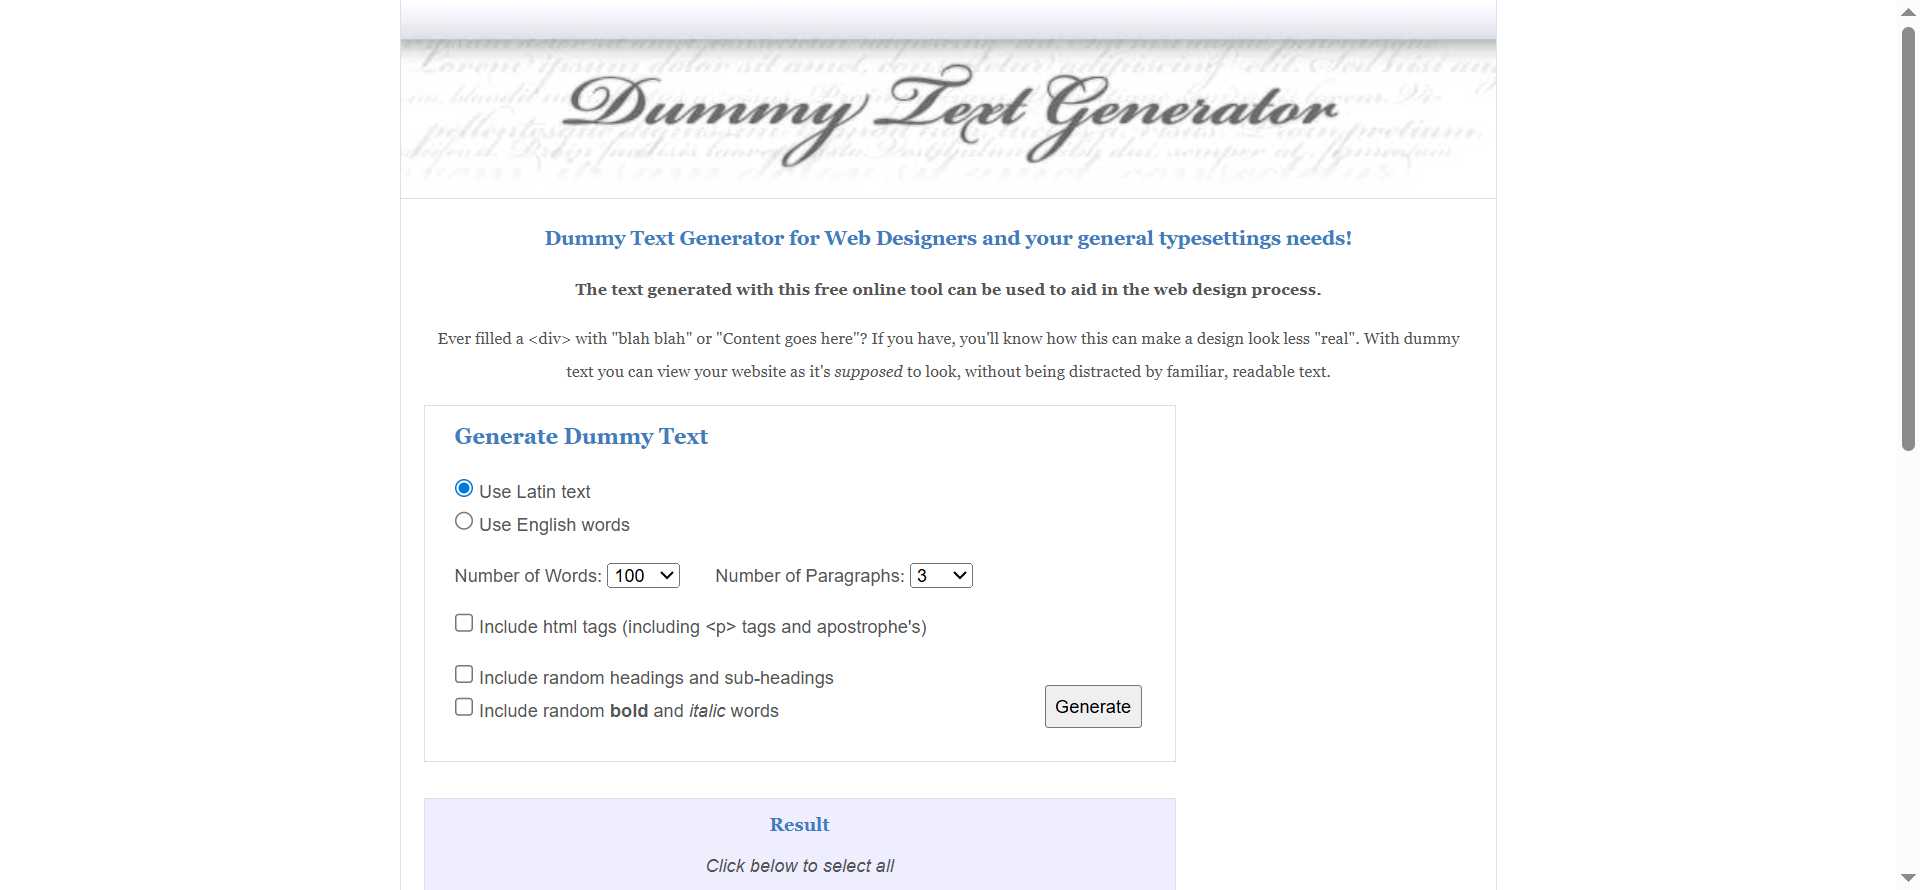 Dummy Text Generator
Dummy Text Generator for Web Designers and your general typesettings needs!
The text generated with this free online tool can be used to aid in the web design process.
Ever filled a <div> with "blah blah" or "Content goes here"? If you have, you'll know how this can make a design look less "real". With dummy
text you can view your website as it's supposed to look, without being distracted by familiar, readable text.
Generate Dummy Text
Use Latin text
Use English words
Number of Words: 100 Number of Paragraphs: 3
Include html tags (including <p> tags and apostrophe's)
Include random headings and sub-headings
Include random bold and italic words
Generate
Result
Click below to select all